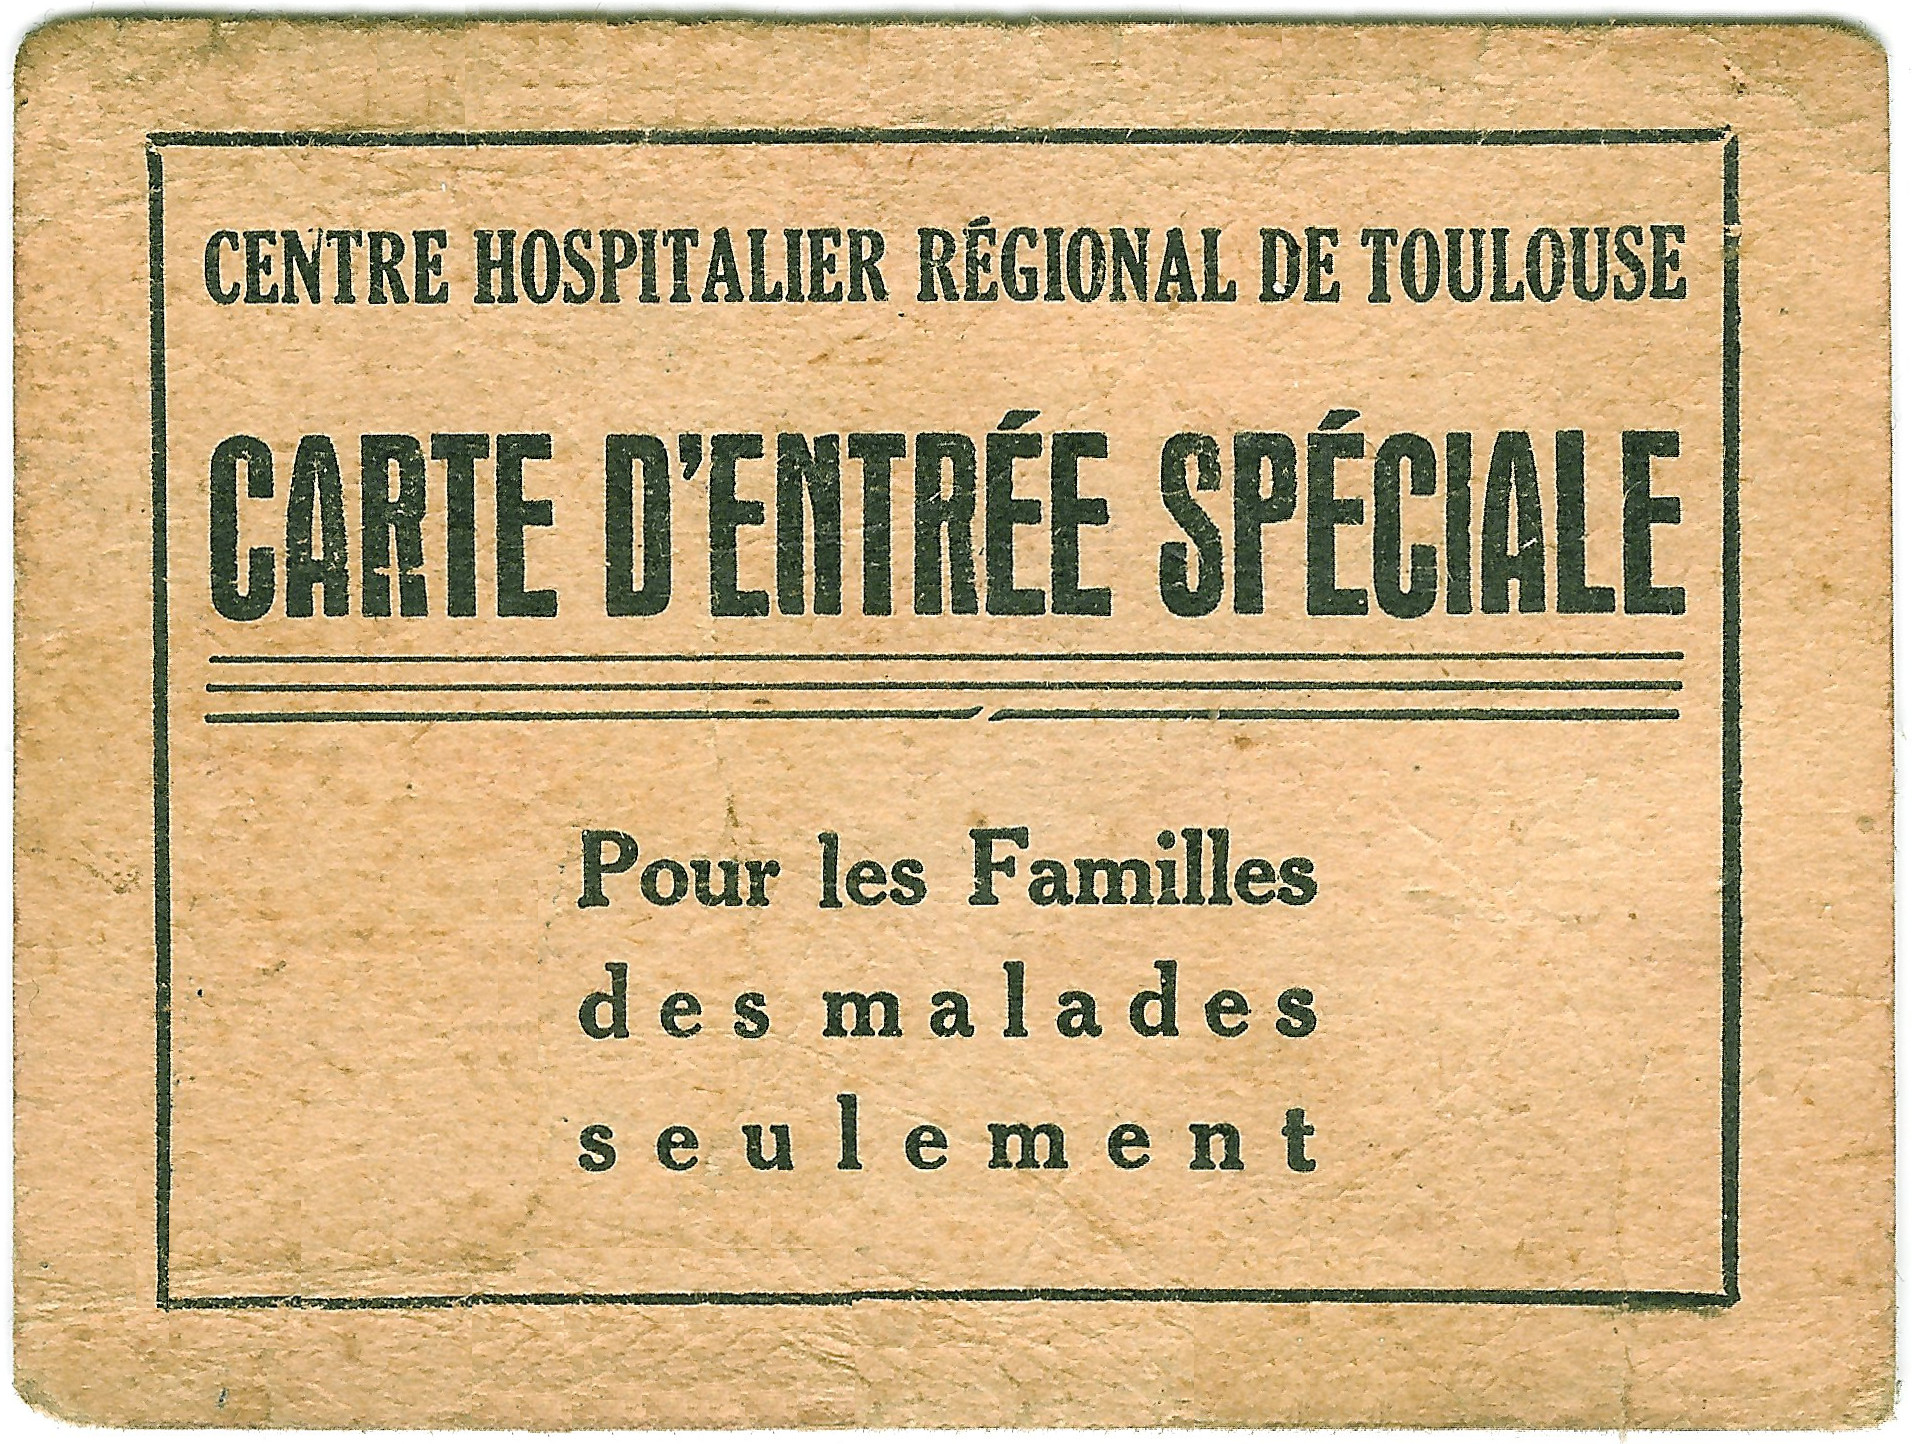 CENTRE HOSPITALIER RÉGIONAL DE TOULOUSE
CARTE D'ENTRÉE SPÉCIALE
Pour les Familles
des malades
seulement